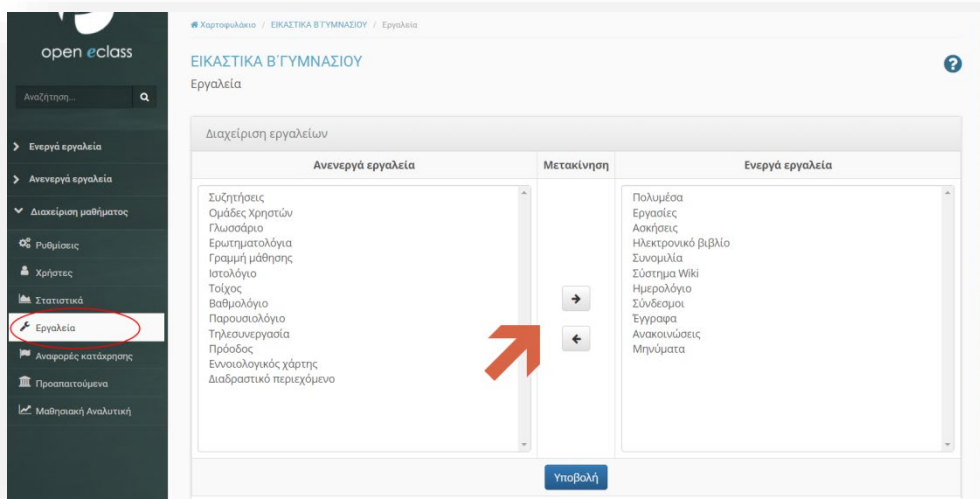 Χαρτοφυλάκιο / ΕΙΚΑΣΤΙΚΑ Β΄ΓΥΜΝΑΣΙΟΥ / Εργαλεία
open eclass
ΕΙΚΑΣΤΙΚΑ Β΄ΓΥΜΝΑΣΙΟΥ
Εργαλεία
Αναζήτηση...
Ενεργά εργαλεία
Ανενεργά εργαλεία
Διαχείριση μαθήματος
Ρυθμίσεις
Χρήστες
Στατιστικά
Εργαλεία
Αναφορές κατάχρησης
Προαπαιτούμενα
Μαθησιακή Αναλυτική
Διαχείριση εργαλείων
Ανενεργά εργαλεία
Μετακίνηση
Ενεργά εργαλεία
Συζητήσεις
Ομάδες Χρηστών
Γλωσσάριο
Ερωτηματολόγια
Γραμμή μάθησης
Ιστολόγιο
Τοίχος
Βαθμολόγιο
Παρουσιολόγιο
Τηλεσυνεργασία
Πρόοδος
Εννοιολογικός χάρτης
Διαδραστικό περιεχόμενο
Πολυμέσα
Εργασίες
Ασκήσεις
Ηλεκτρονικό βιβλίο
Συνομιλία
Σύστημα Wiki
Ημερολόγιο
Σύνδεσμοι
Έγγραφα
Ανακοινώσεις
Μηνύματα
Υποβολή